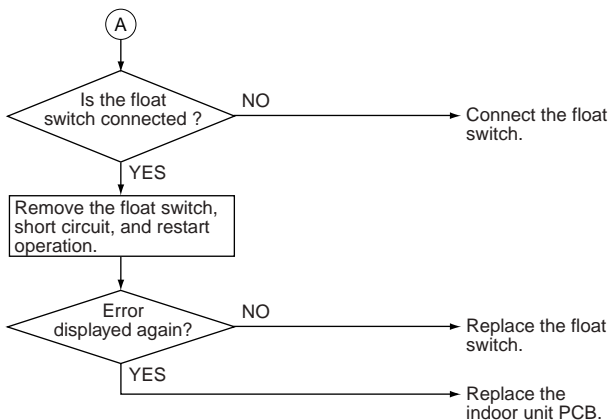 A
Is the float
switch connected ?
NO
Connect the float
switch.
YES
Remove the float switch,
short circuit, and restart
operation.
Error
displayed again?
NO
Replace the float
switch.
YES
Replace the
indoor unit PCB.